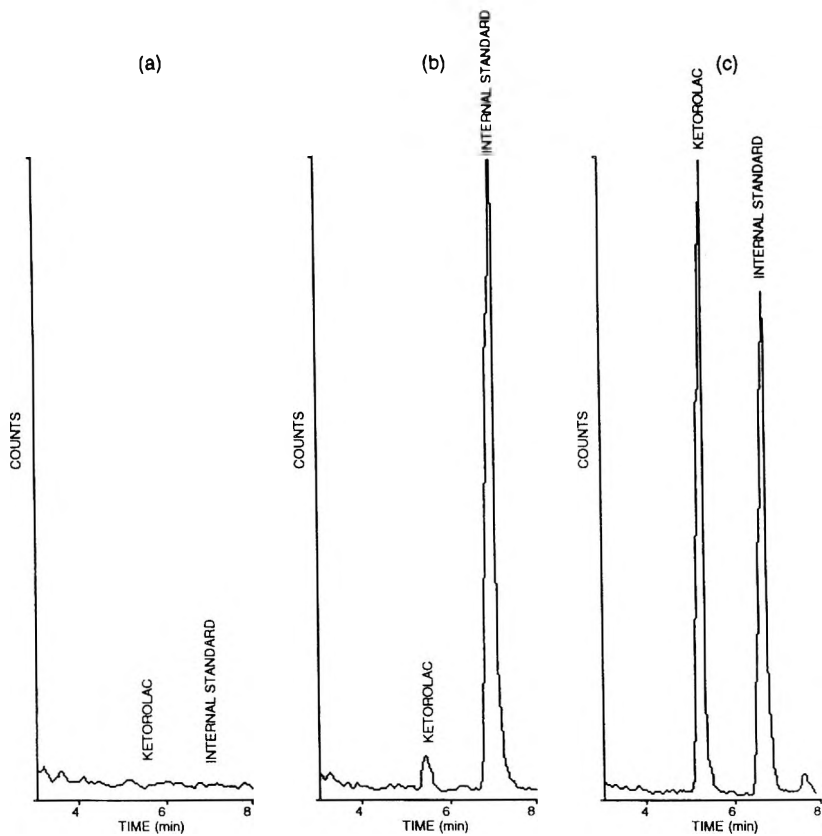 (a)
COUNTS
KETOROLAC
INTERNAL STANDARD
4
6
8
TIME (min)
(b)
COUNTS
KETOROLAC
INTERNAL STANDARD
4
6
8
TIME (min)
(c)
COUNTS
KETOROLAC
INTERNAL STANDARD
4
6
8
TIME (min)